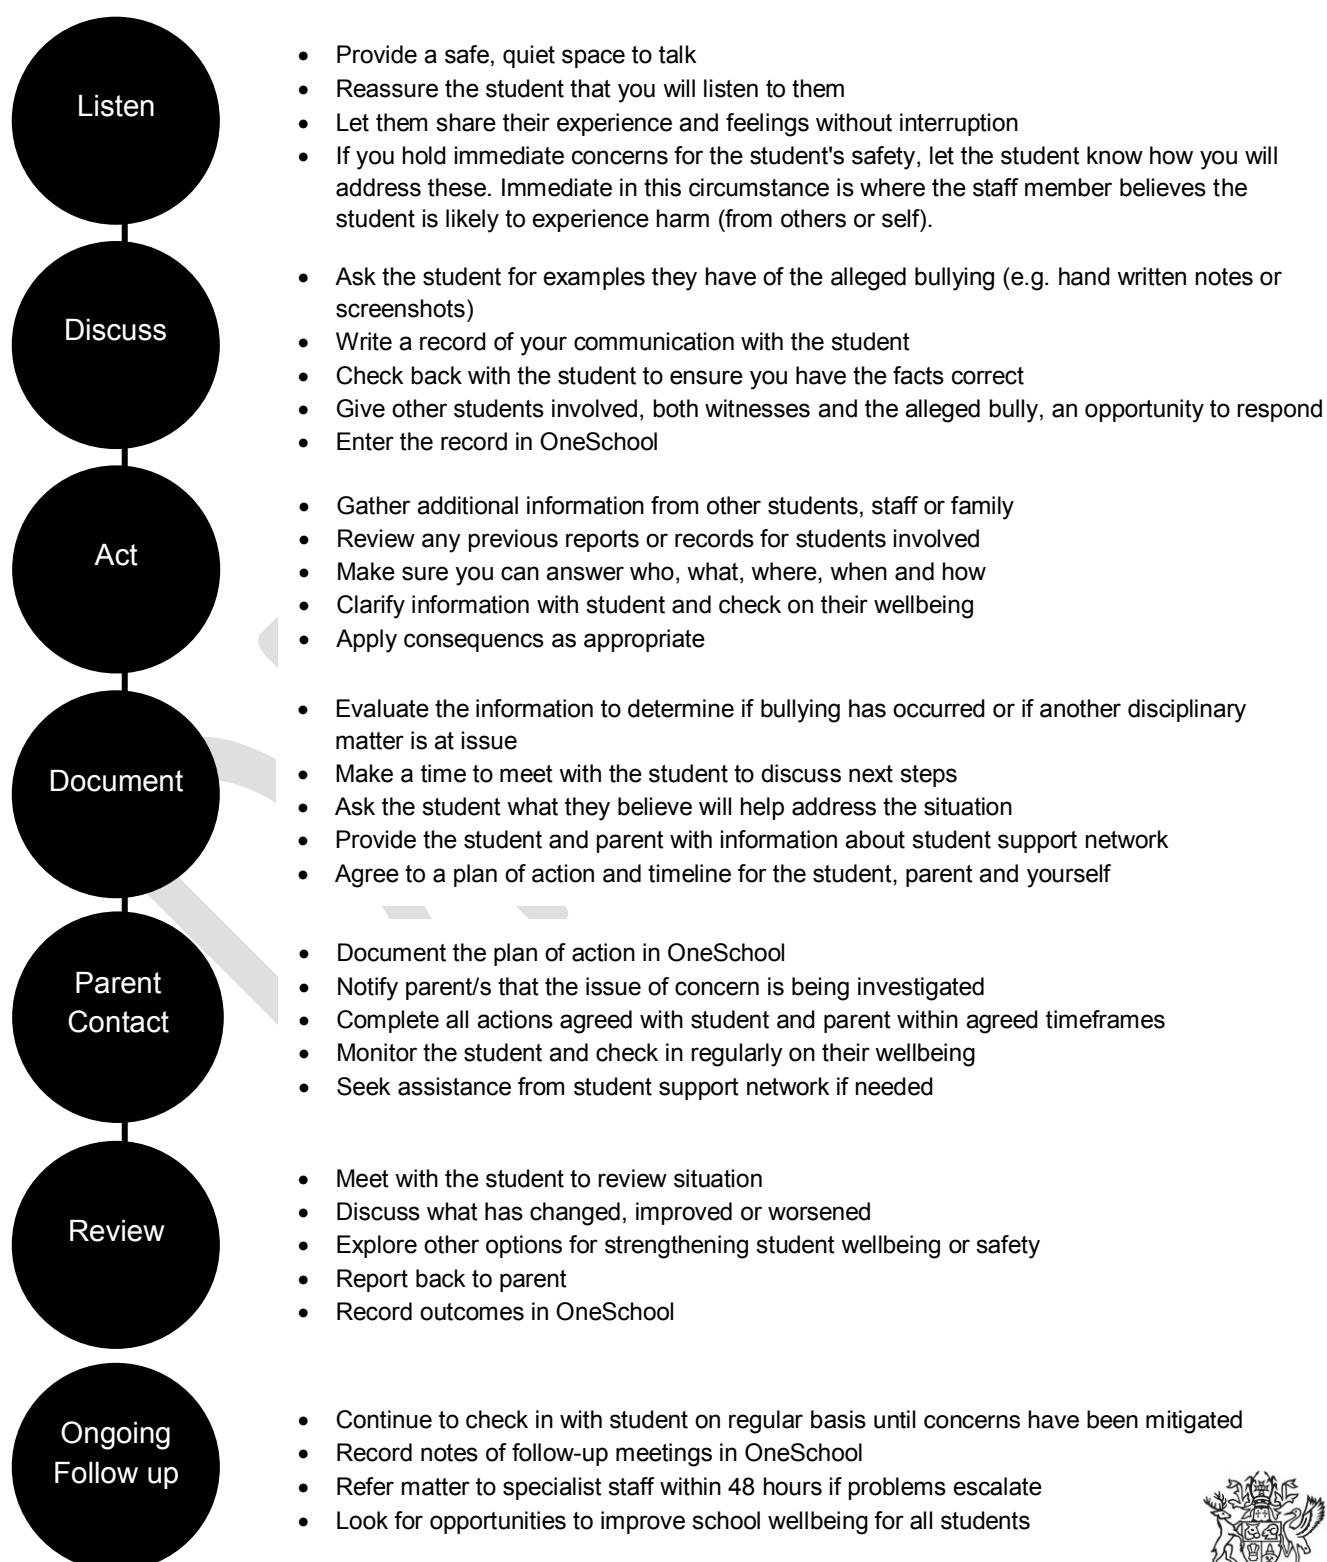 Listen
• Provide a safe, quiet space to talk
• Reassure the student that you will listen to them
• Let them share their experience and feelings without interruption
• If you hold immediate concerns for the student's safety, let the student know how you will
address these. Immediate in this circumstance is where the staff member believes the
student is likely to experience harm (from others or self).
Discuss
• Ask the student for examples they have of the alleged bullying (e.g. hand written notes or
screenshots)
• Write a record of your communication with the student
• Check back with the student to ensure you have the facts correct
• Give other students involved, both witnesses and the alleged bully, an opportunity to respond
• Enter the record in OneSchool
Act
• Gather additional information from other students, staff or family
• Review any previous reports or records for students involved
• Make sure you can answer who, what, where, when and how
• Clarify information with student and check on their wellbeing
• Apply consequencs as appropriate
Document
• Evaluate the information to determine if bullying has occurred or if another disciplinary
matter is at issue
• Make a time to meet with the student to discuss next steps
• Ask the student what they believe will help address the situation
• Provide the student and parent with information about student support network
• Agree to a plan of action and timeline for the student, parent and yourself
Parent
Contact
• Document the plan of action in OneSchool
• Notify parent/s that the issue of concern is being investigated
• Complete all actions agreed with student and parent within agreed timeframes
• Monitor the student and check in regularly on their wellbeing
• Seek assistance from student support network if needed
Review
• Meet with the student to review situation
• Discuss what has changed, improved or worsened
• Explore other options for strengthening student wellbeing or safety
• Report back to parent
• Record outcomes in OneSchool
Ongoing
Follow up
• Continue to check in with student on regular basis until concerns have been mitigated
• Record notes of follow-up meetings in OneSchool
• Refer matter to specialist staff within 48 hours if problems escalate
• Look for opportunities to improve school wellbeing for all students